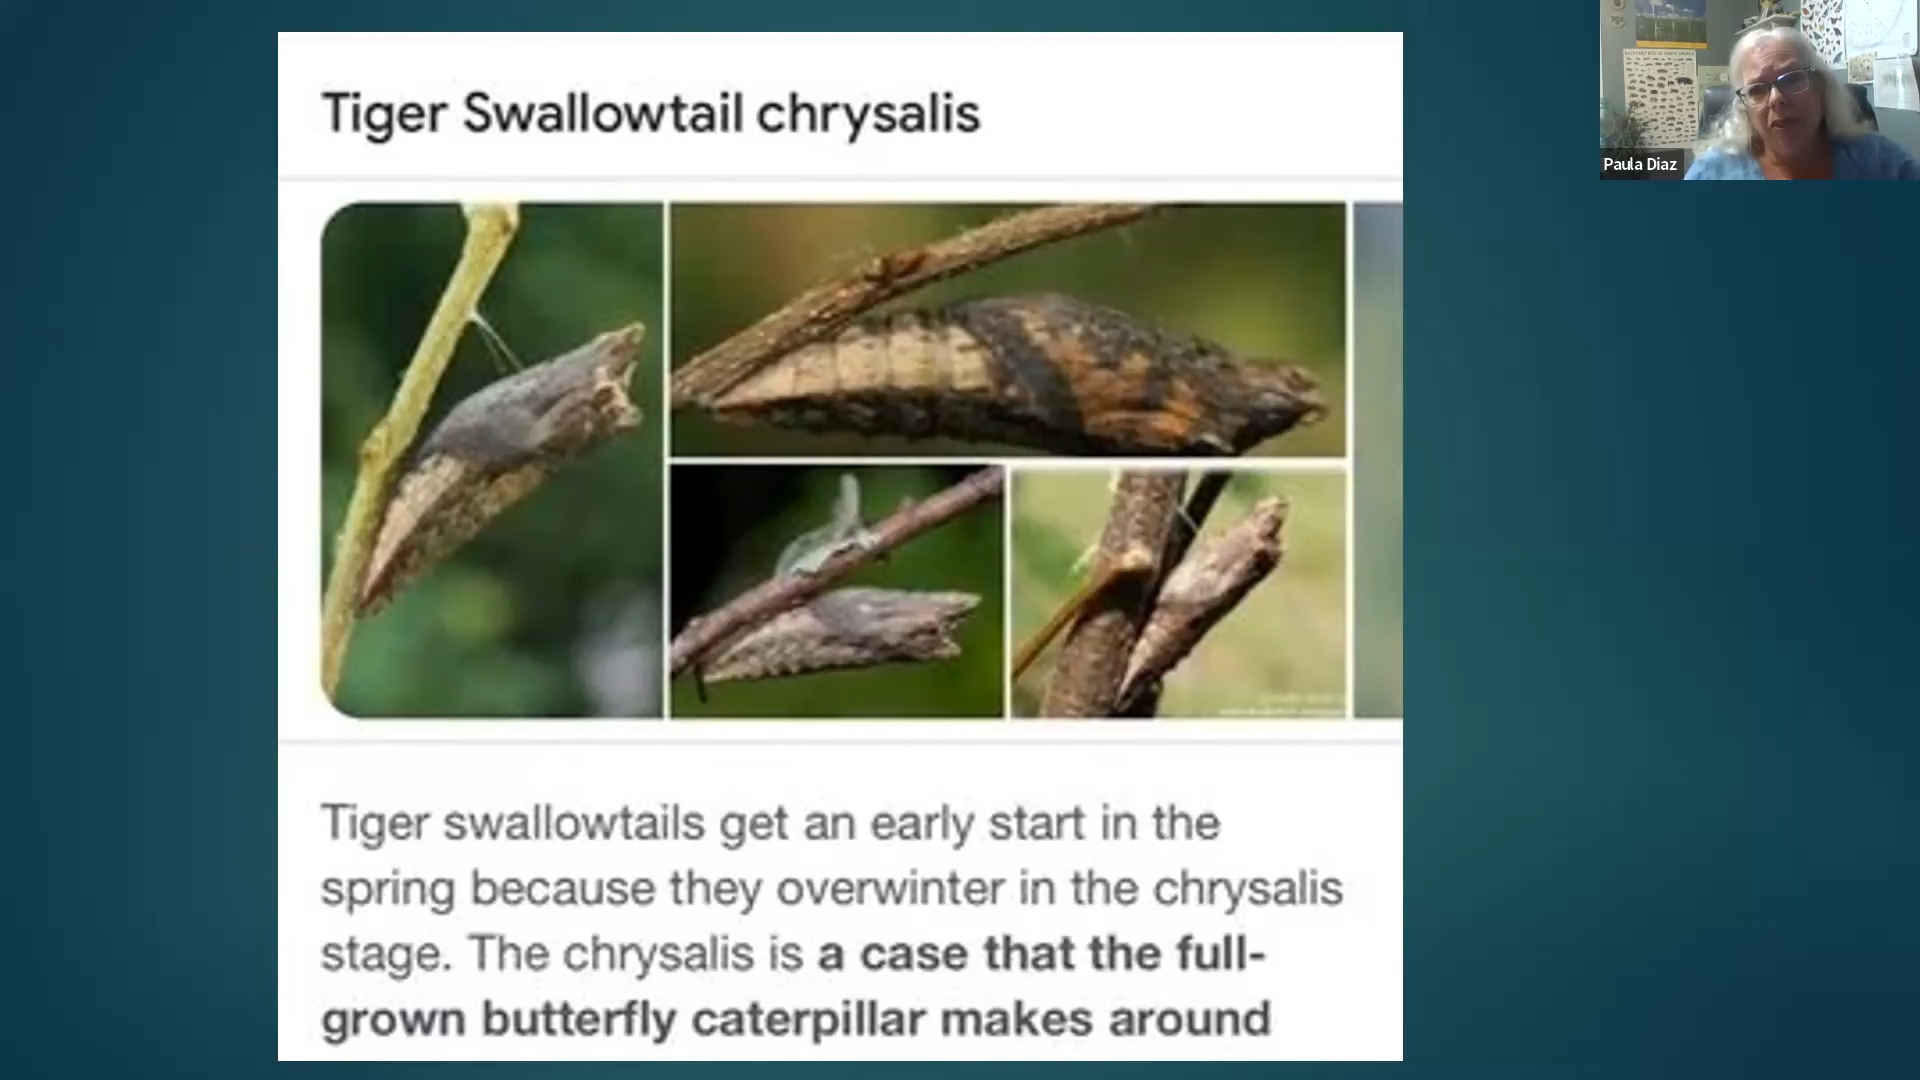 Tiger Swallowtail chrysalis
Paula Diaz
Tiger swallowtails get an early start in the
spring because they overwinter in the chrysalis
stage. The chrysalis is a case that the full-
grown butterfly caterpillar makes around